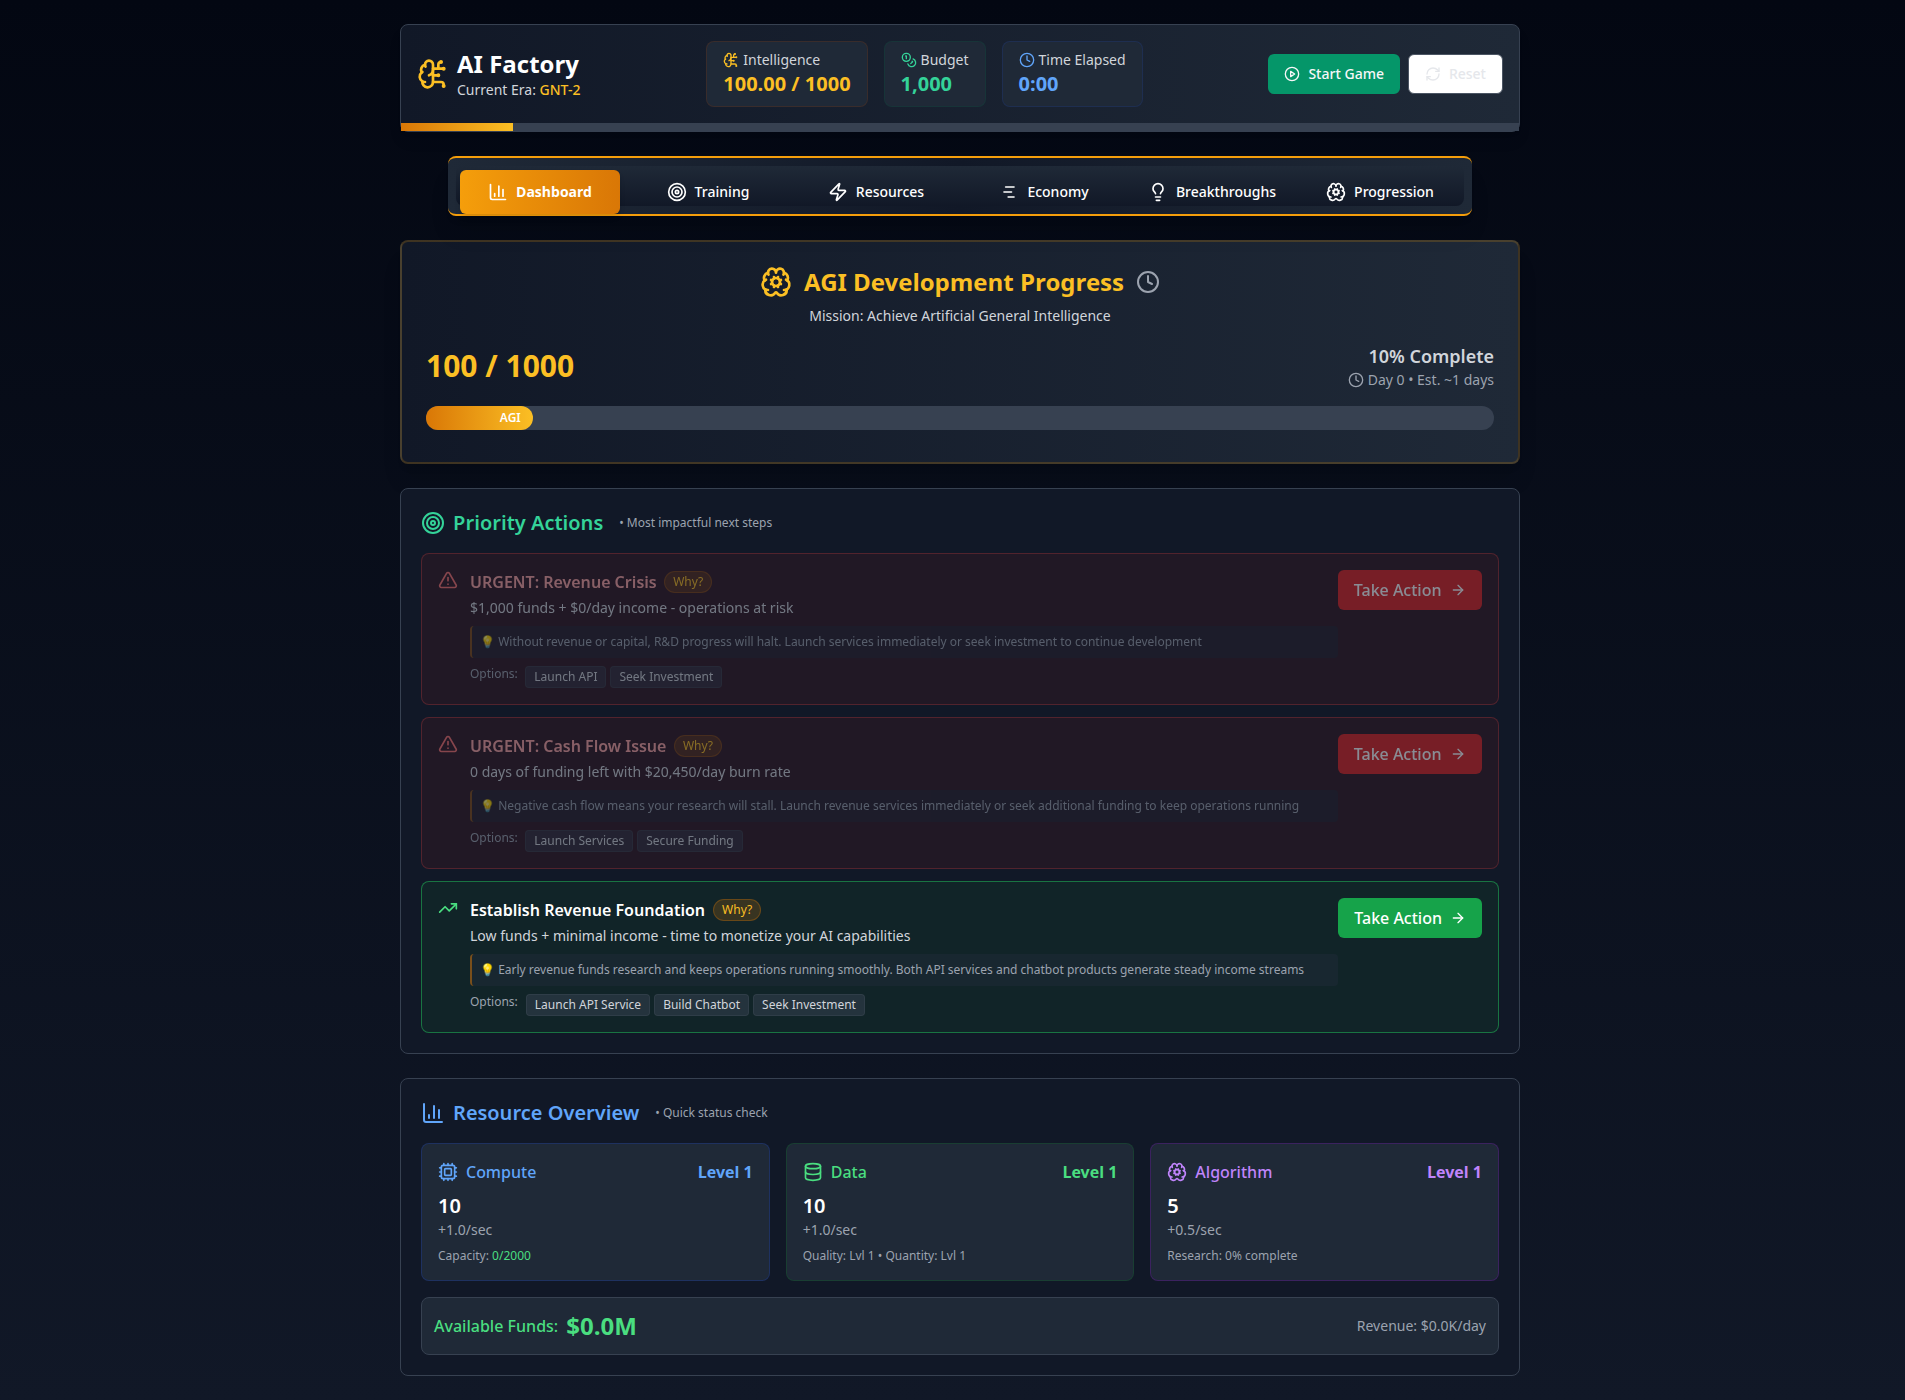 AI Factory
Current Era: GNT-2
Intelligence
100.00 / 1000
Budget
1,000
Time Elapsed
0:00
Start Game
Reset
Dashboard
Training
Resources
Economy
Breakthroughs
Progression
AGI Development Progress
Mission: Achieve Artificial General Intelligence
100 / 1000
10% Complete
Day 0 • Est. ~1 days
AGI
Priority Actions
• Most impactful next steps
URGENT: Revenue Crisis Why?
Take Action
$1,000 funds + $0/day income - operations at risk
💡 Without revenue or capital, R&D progress will halt. Launch services immediately or seek investment to continue development
Options: Launch API Seek Investment
URGENT: Cash Flow Issue Why?
Take Action
0 days of funding left with $20,450/day burn rate
💡 Negative cash flow means your research will stall. Launch revenue services immediately or seek additional funding to keep operations running
Options: Launch Services Secure Funding
Establish Revenue Foundation Why?
Take Action
Low funds + minimal income - time to monetize your AI capabilities
💡 Early revenue funds research and keeps operations running smoothly. Both API services and chatbot products generate steady income streams
Options: Launch API Service Build Chatbot Seek Investment
Resource Overview
• Quick status check
Compute Level 1
10
+1.0/sec
Capacity: 0/2000
Data Level 1
10
+1.0/sec
Quality: Lvl 1 • Quantity: Lvl 1
Algorithm Level 1
5
+0.5/sec
Research: 0% complete
Available Funds: $0.0M
Revenue: $0.0K/day